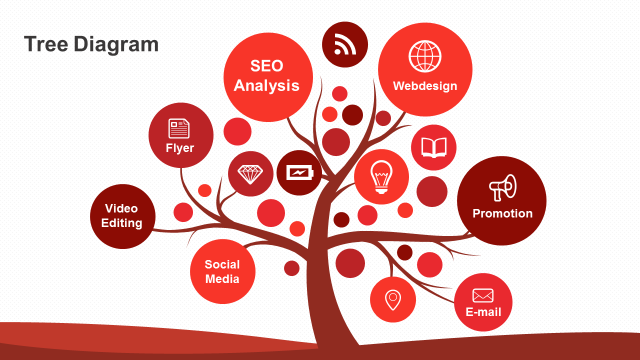 Tree Diagram
SEO
Analysis
Webdesign
Flyer
Video
Editing
Promotion
Social
Media
E-mail